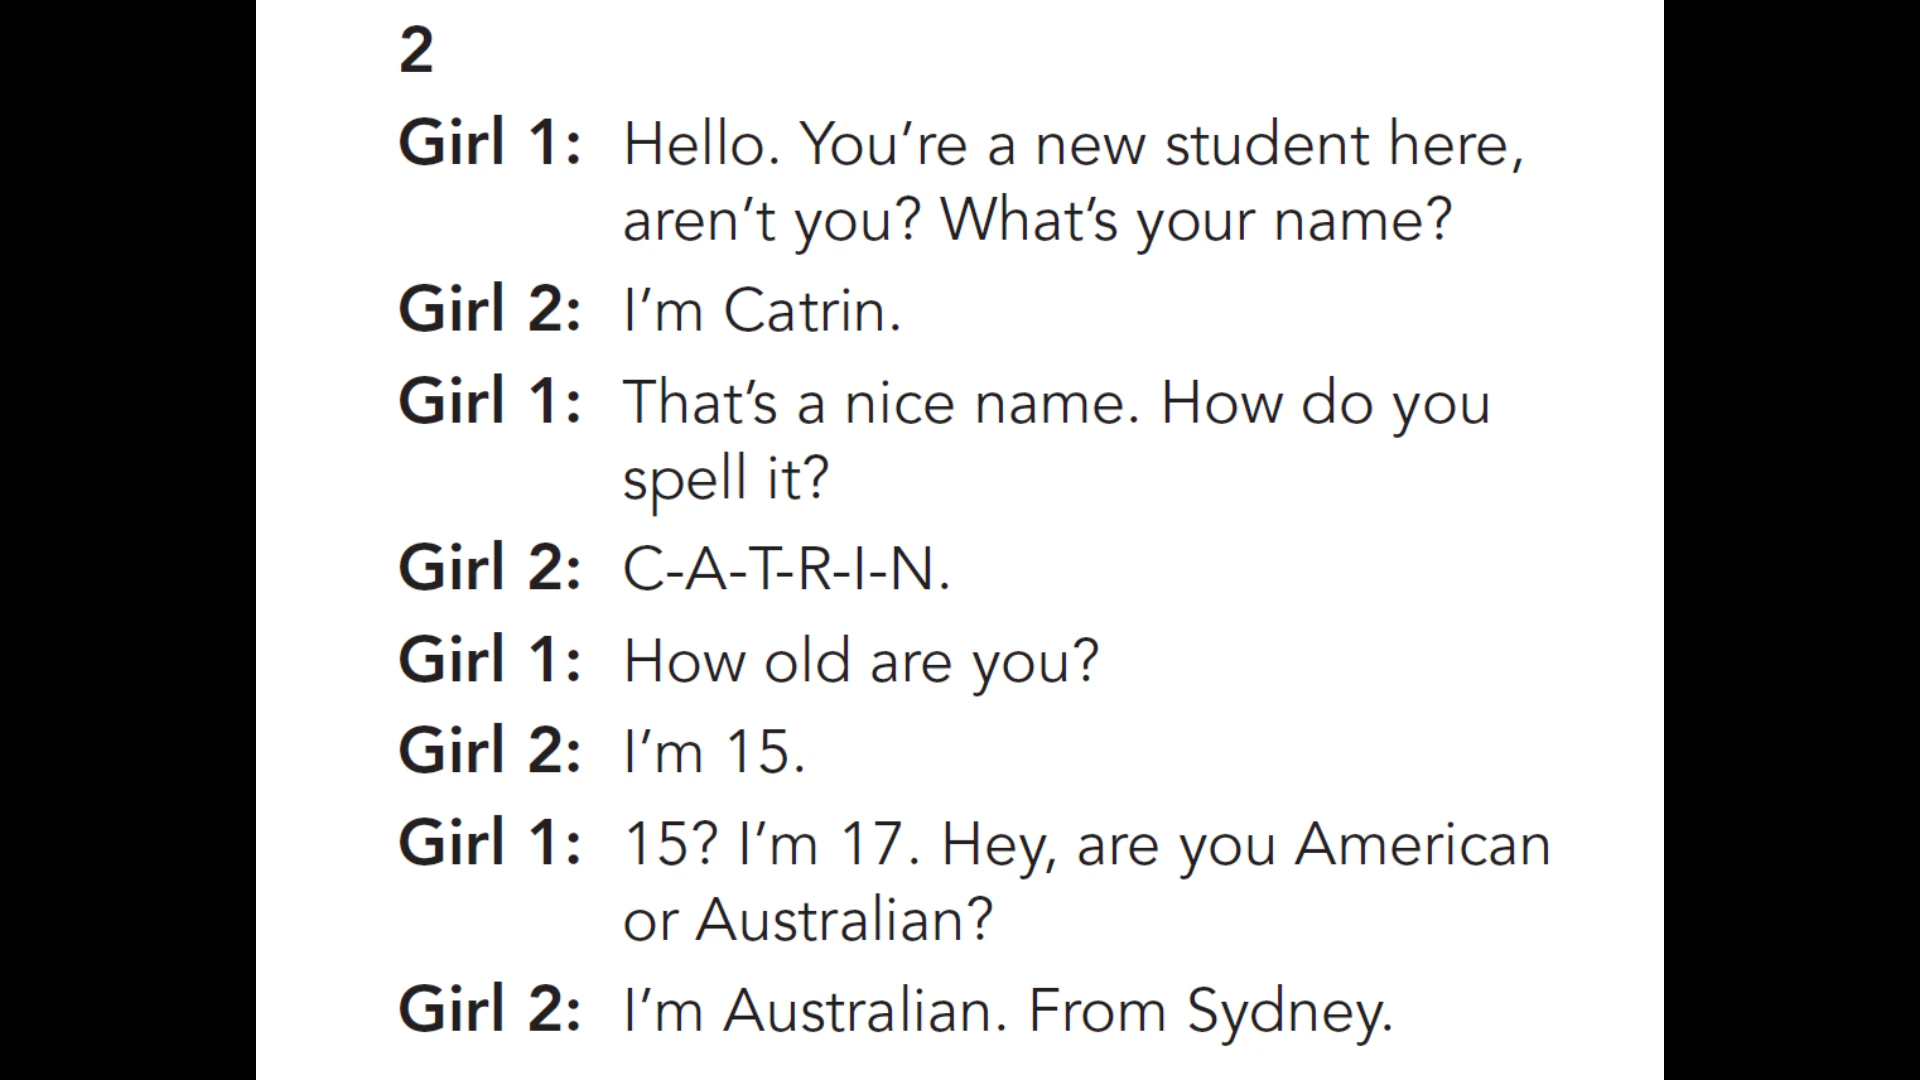 2
Girl 1: Hello. You’re a new student here,
aren’t you? What’s your name?
Girl 2: I’m Catrin.
Girl 1: That’s a nice name. How do you
spell it?
Girl 2: C-A-T-R-I-N.
Girl 1: How old are you?
Girl 2: I’m 15.
Girl 1: 15? I’m 17. Hey, are you American
or Australian?
Girl 2: I’m Australian. From Sydney.